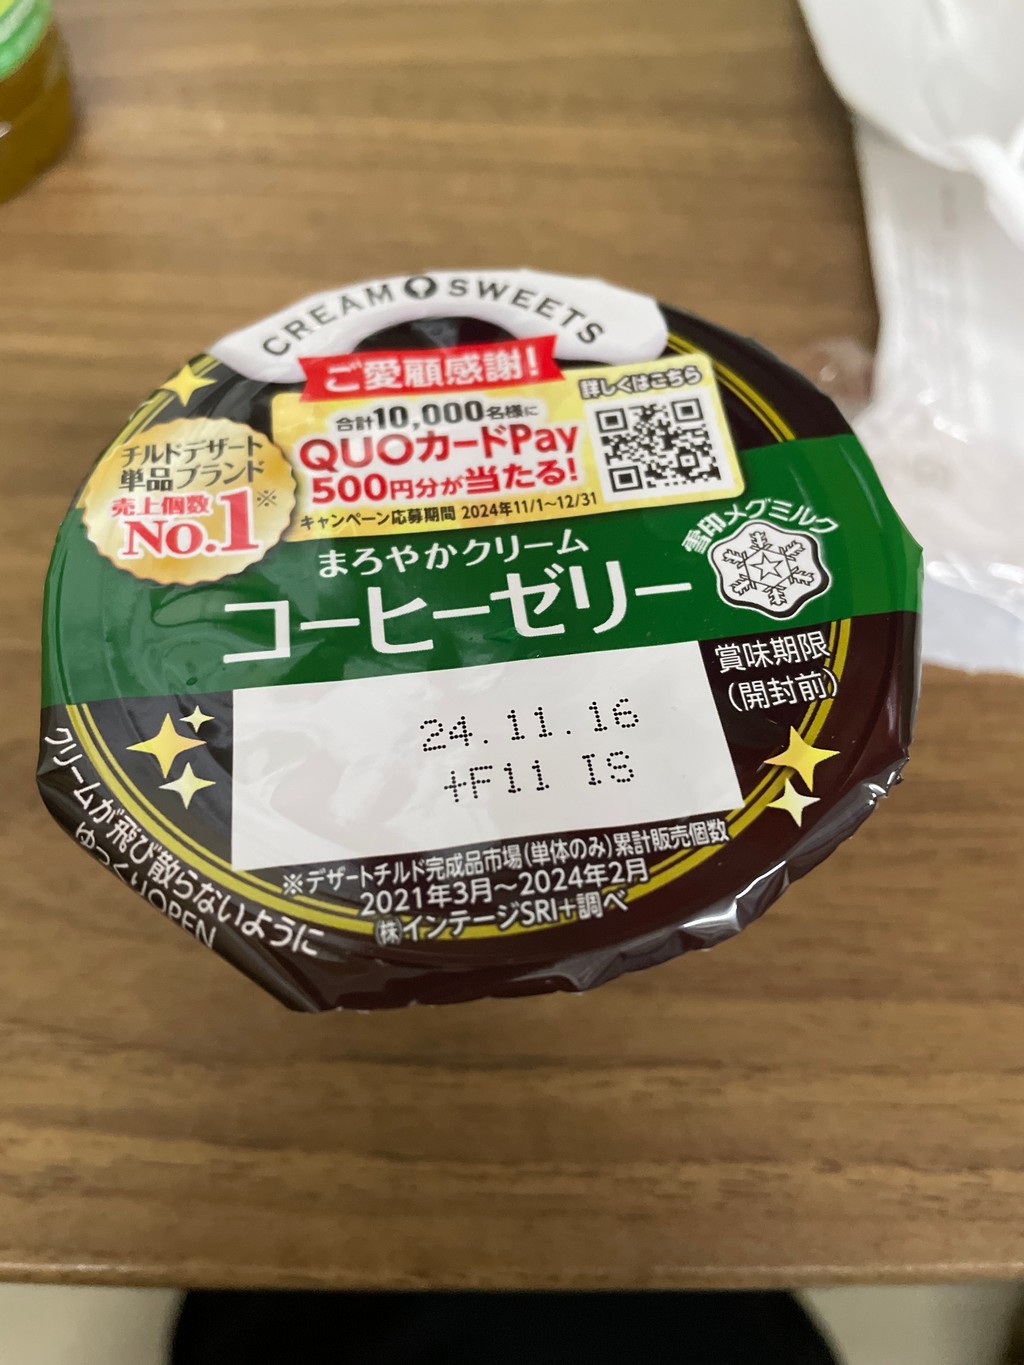 CREAM SWEETS
ご愛顧感謝!
詳しくはこちら
合計10,000名様に
QUOカードPay
500円分が当たる!
キャンペーン応募期間 2024年11/1~12/31
チルドデザート
単品ブランド
売上個数
No.1※
まろやかクリーム
コーヒーゼリー
雪印メグミルク
賞味期限
(開封前)
24.11.16
+F11 IS
※デザートチルド完成品市場(単体のみ)累計販売個数
2021年3月～2024年2月
㈱インテージSRI+調べ
クリームが飛び散らないように
ゆっくりOPEN